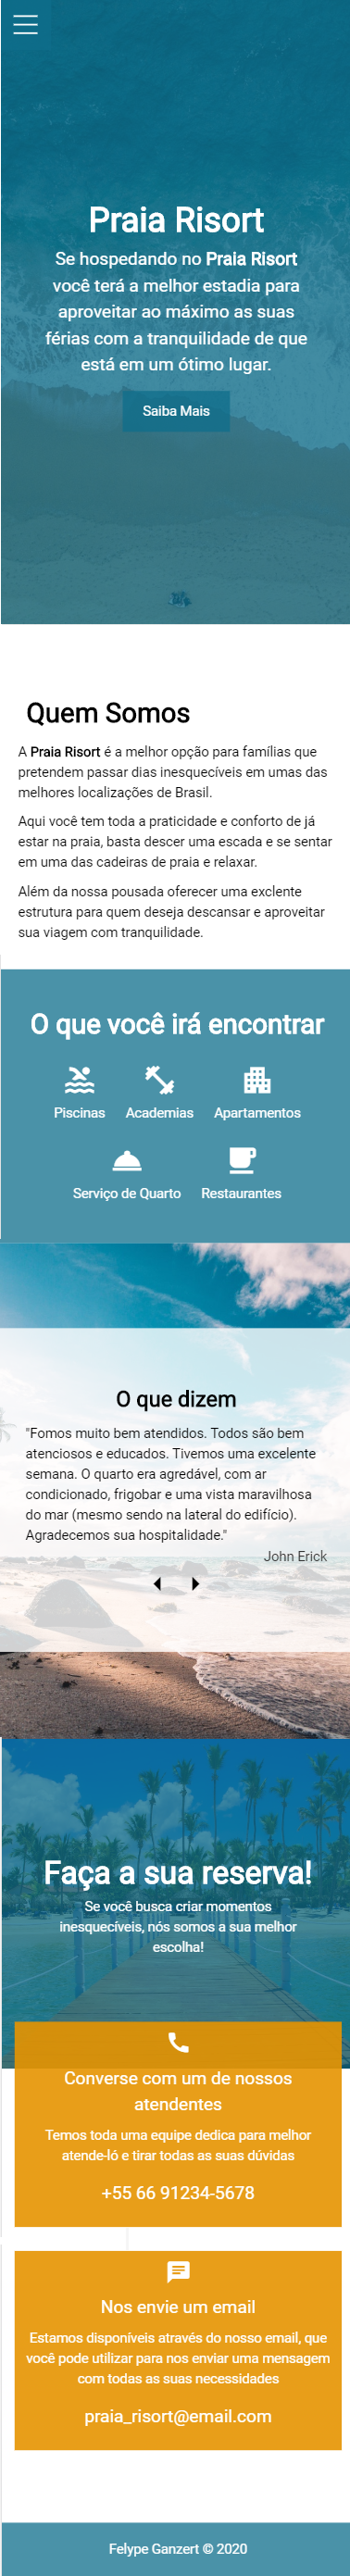 Praia Risort
Se hospedando no Praia Risort
você terá a melhor estadia para
aproveitar ao máximo as suas
férias com a tranquilidade de que
está em um ótimo lugar.
Saiba Mais
Quem Somos
A Praia Risort é a melhor opção para famílias que
pretendem passar dias inesquecíveis em umas das
melhores localizações de Brasil.
Aqui você tem toda a praticidade e conforto de já
estar na praia, basta descer uma escada e se sentar
em uma das cadeiras de praia e relaxar.
Além da nossa pousada oferecer uma exclente
estrutura para quem deseja descansar e aproveitar
sua viagem com tranquilidade.
O que você irá encontrar
Piscinas Academias Apartamentos
Serviço de Quarto Restaurantes
O que dizem
"Fomos muito bem atendidos. Todos são bem
atenciosos e educados. Tivemos uma excelente
semana. O quarto era agredável, com ar
condicionado, frigobar e uma vista maravilhosa
do mar (mesmo sendo na lateral do edifício).
Agradecemos sua hospitalidade."
John Erick
Faça a sua reserva!
Se você busca criar momentos
inesquecíveis, nós somos a sua melhor
escolha!
Converse com um de nossos
atendentes
Temos toda uma equipe dedica para melhor
atende-ló e tirar todas as suas dúvidas
+55 66 91234-5678
Nos envie um email
Estamos disponíveis através do nosso email, que
você pode utilizar para nos enviar uma mensagem
com todas as suas necessidades
praia_risort@email.com
Felype Ganzert © 2020